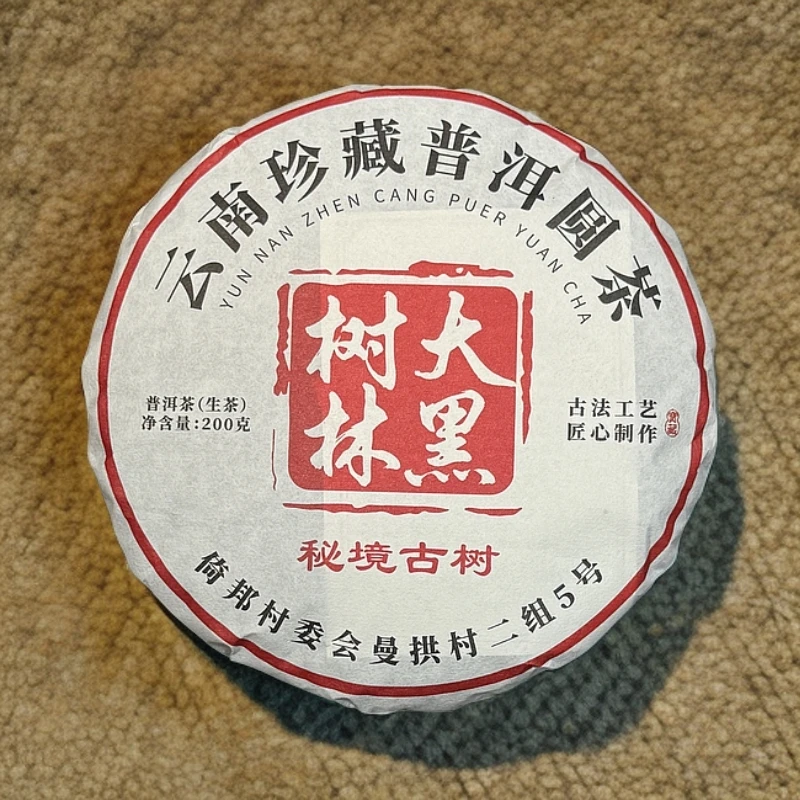 云南珍藏普洱圆茶
YUN NAN ZHEN CANG PUER YUAN CHA
大黑
树林
普洱茶(生茶)
净含量:200克
古法工艺
匠心制作
秘境古树
倚邦村委会曼拱村二组5号